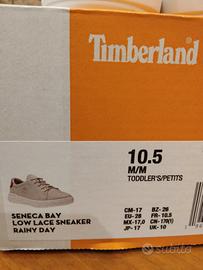 Timberland
10.5
M/M
TODDLER'S/PETITS
CM-17 BZ-26
EU-28 FR-10.5
MX-17,0 CN-170(1)
JP-17 UK-10
SENECA BAY
LOW LACE SNEAKER
RAINY DAY
subito